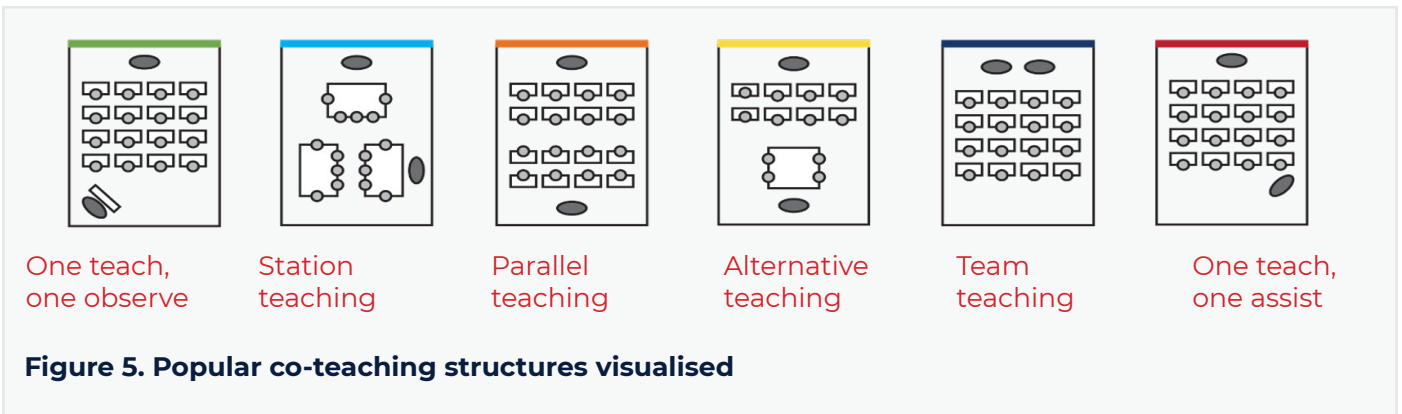 One teach,
one observe
Station
teaching
Parallel
teaching
Alternative
teaching
Team
teaching
One teach,
one assist
Figure 5. Popular co-teaching structures visualised